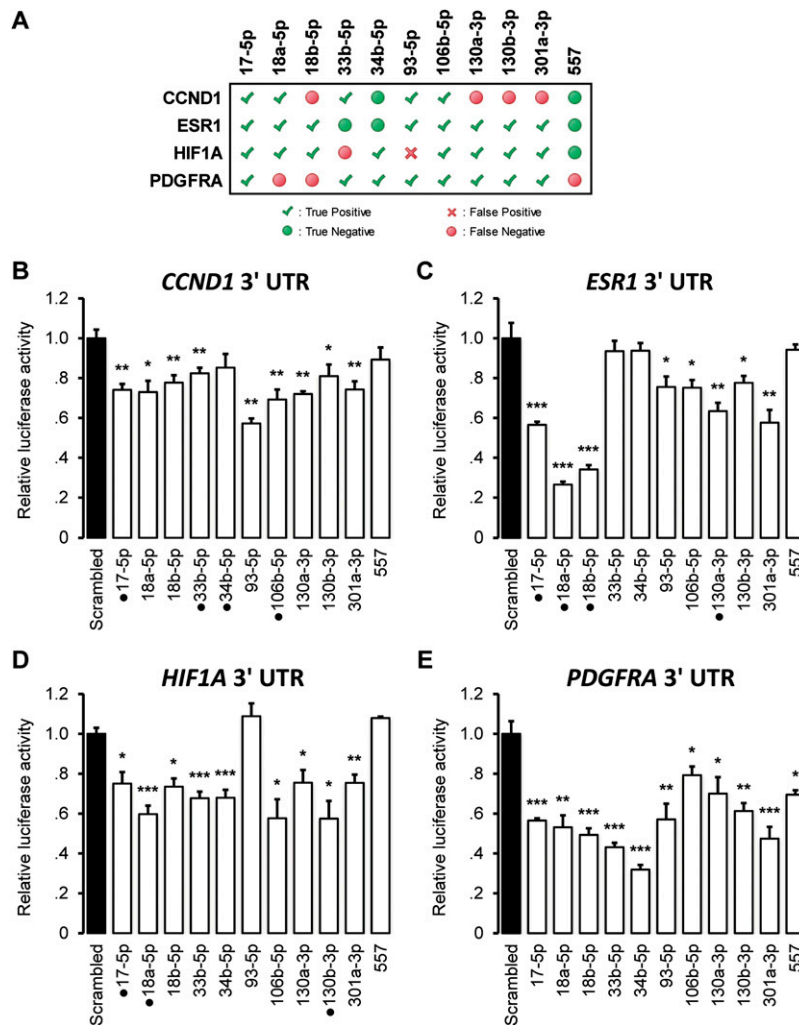 A
17-5p 18a-5p 18b-5p 33b-5p 34b-5p 93-5p 106b-5p 130a-3p 130b-3p 301a-3p 557
CCND1
ESR1
HIF1A
PDGFRA
✓ : True Positive ✗ : False Positive
● : True Negative ● : False Negative
B
CCND1 3' UTR
Relative luciferase activity
1.2
1.0
.8
.6
.4
.2
0
** * ** ** ** ** ** * **
Scrambled •17-5p 18a-5p 18b-5p •33b-5p •34b-5p 93-5p •106b-5p 130a-3p 130b-3p 301a-3p 557
C
ESR1 3' UTR
Relative luciferase activity
1.2
1.0
.8
.6
.4
.2
0
*** *** *** * * ** * **
Scrambled •17-5p •18a-5p •18b-5p 33b-5p 34b-5p 93-5p 106b-5p •130a-3p 130b-3p 301a-3p 557
D
HIF1A 3' UTR
Relative luciferase activity
1.2
1.0
.8
.6
.4
.2
0
* *** * *** *** * * * **
Scrambled •17-5p •18a-5p 18b-5p 33b-5p 34b-5p 93-5p 106b-5p 130a-3p •130b-3p 301a-3p 557
E
PDGFRA 3' UTR
Relative luciferase activity
1.2
1.0
.8
.6
.4
.2
0
*** ** *** *** *** ** * * ** *** *
Scrambled 17-5p 18a-5p 18b-5p 33b-5p 34b-5p 93-5p 106b-5p 130a-3p 130b-3p 301a-3p 557